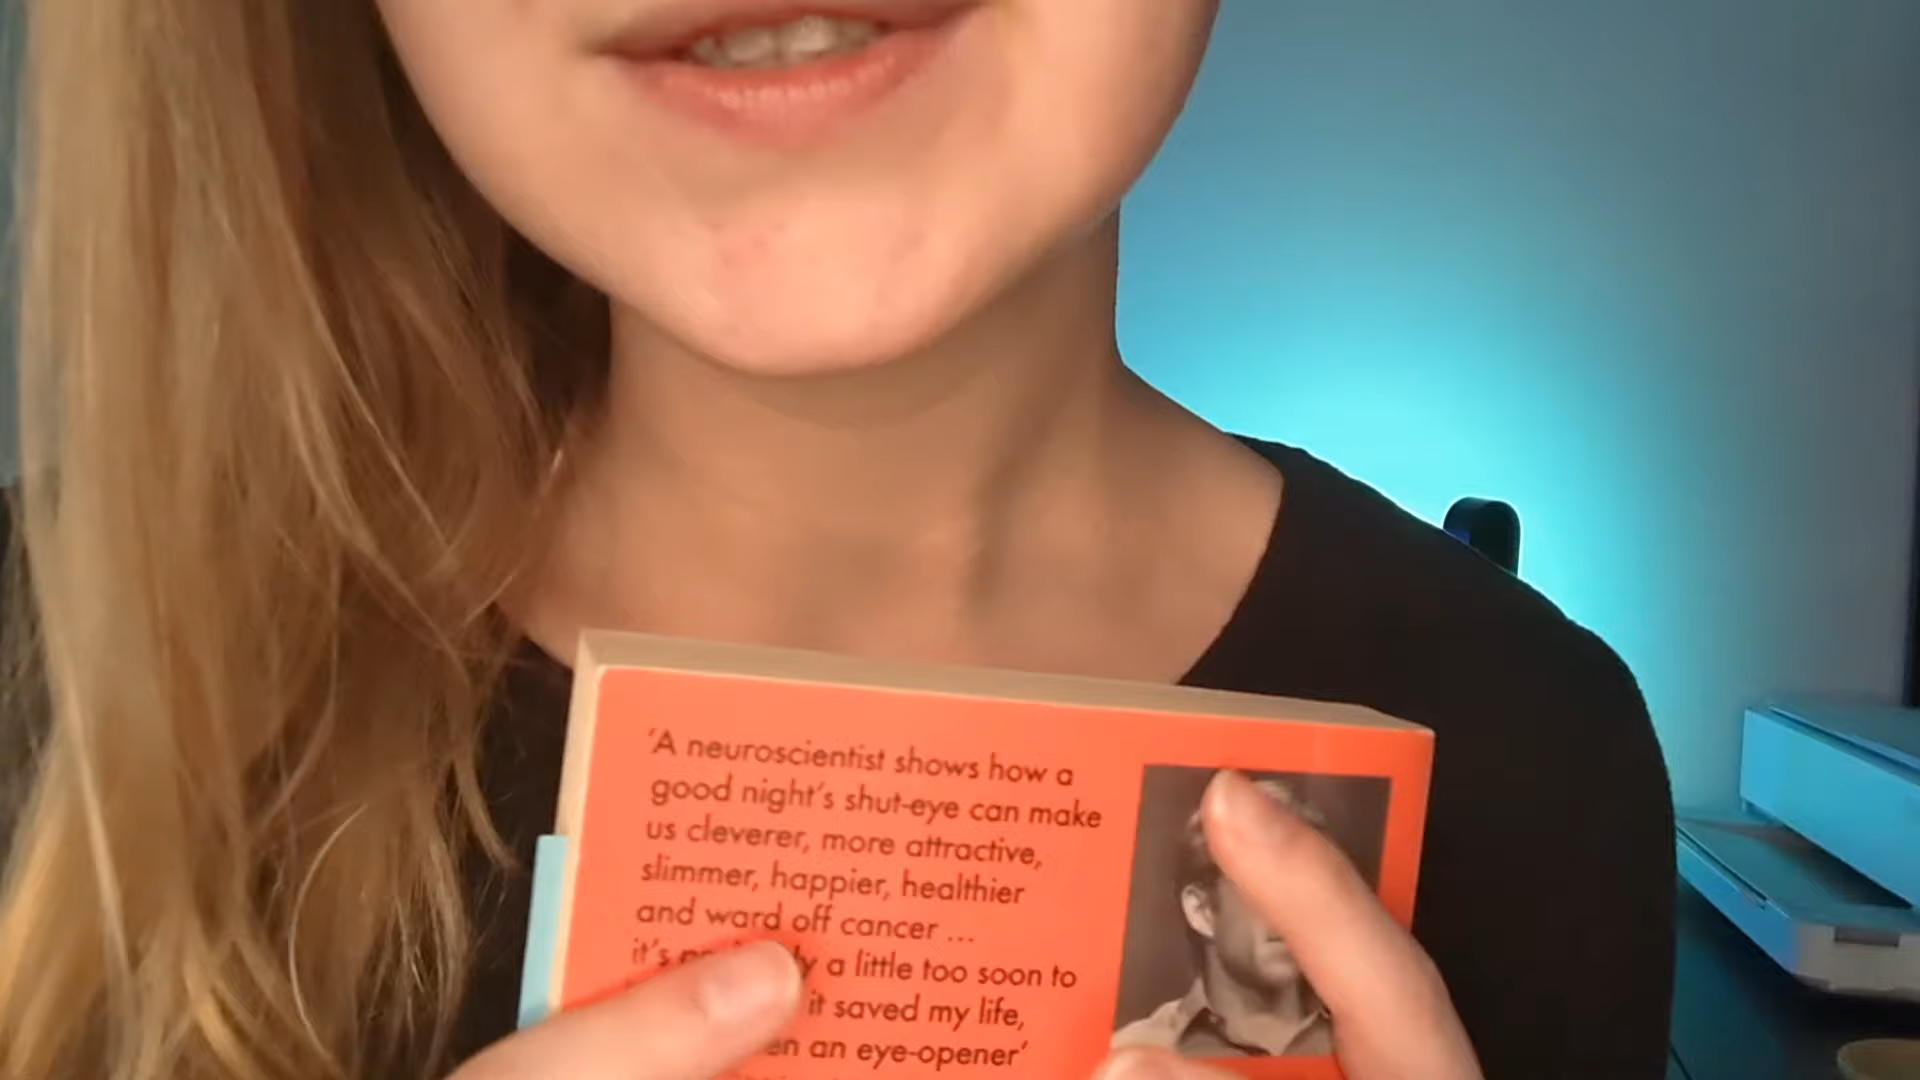 'A neuroscientist shows how a
good night's shut-eye can make
us cleverer, more attractive,
slimmer, happier, healthier
and ward off cancer ...
it's a little too soon to
it saved my life,
an eye-opener'